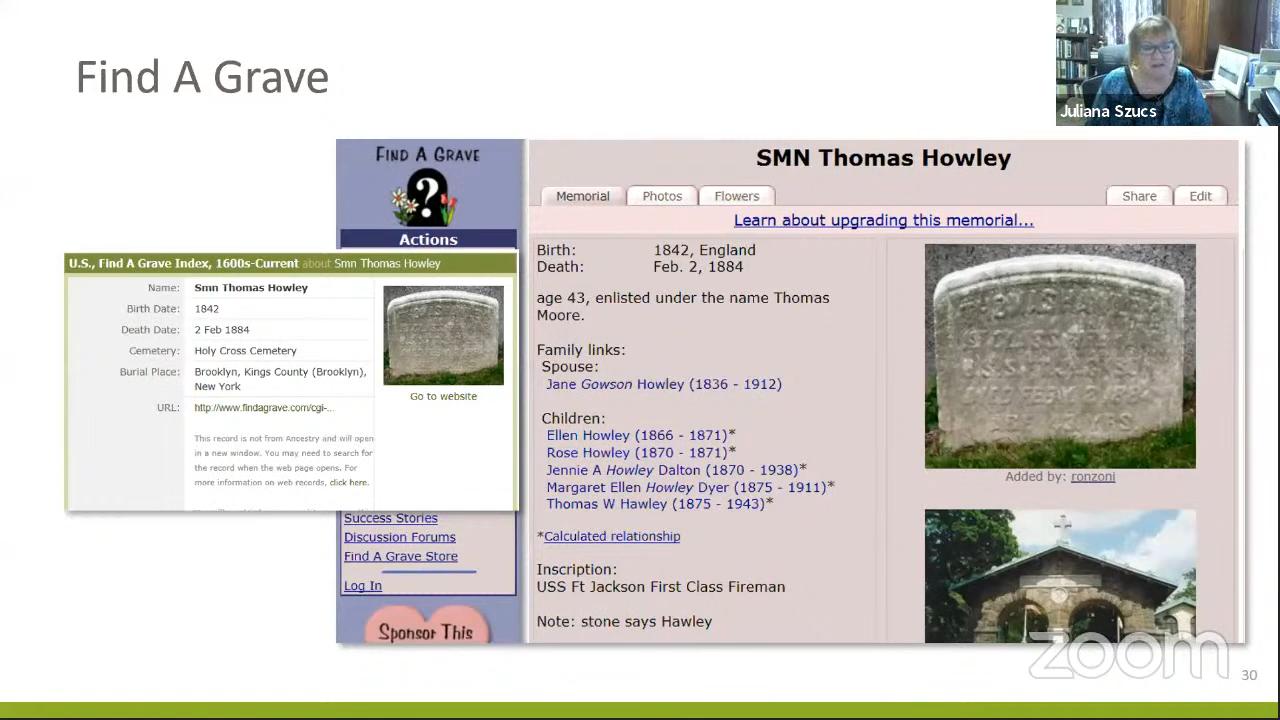 Find A Grave
Juliana Szucs
FIND A GRAVE
?
Actions
U.S., Find A Grave Index, 1600s-Current about Smn Thomas Howley
Name: Smn Thomas Howley
Birth Date: 1842
Death Date: 2 Feb 1884
Cemetery: Holy Cross Cemetery
Burial Place: Brooklyn, Kings County (Brooklyn),
New York
URL: http://www.findagrave.com/cgi-...
This record is not from Ancestry and will open
in a new window. You may need to search for
the record when the web page opens. For
more information on web records, click here.
Go to website
Success Stories
Discussion Forums
Find A Grave Store
Log In
Sponsor This
SMN Thomas Howley
Memorial
Photos
Flowers
Share
Edit
Learn about upgrading this memorial...
Birth: 1842, England
Death: Feb. 2, 1884
age 43, enlisted under the name Thomas
Moore.
Family links:
Spouse:
Jane Gowson Howley (1836 - 1912)
Children:
Ellen Howley (1866 - 1871)*
Rose Howley (1870 - 1871)*
Jennie A Howley Dalton (1870 - 1938)*
Margaret Ellen Howley Dyer (1875 - 1911)*
Thomas W Hawley (1875 - 1943)*
*Calculated relationship
Inscription:
USS Ft Jackson First Class Fireman
Note: stone says Hawley
Added by: ronzoni
zoom
30